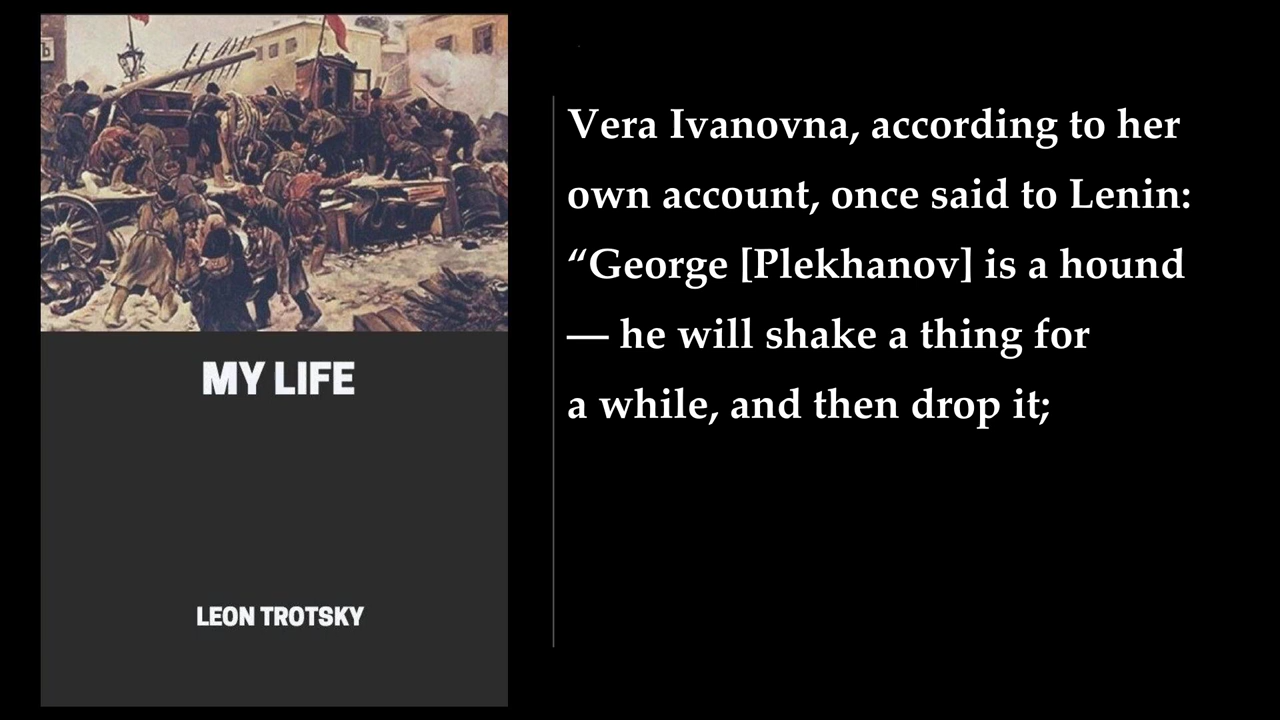 MY LIFE
LEON TROTSKY
Vera Ivanovna, according to her
own account, once said to Lenin:
“George [Plekhanov] is a hound
— he will shake a thing for
a while, and then drop it;